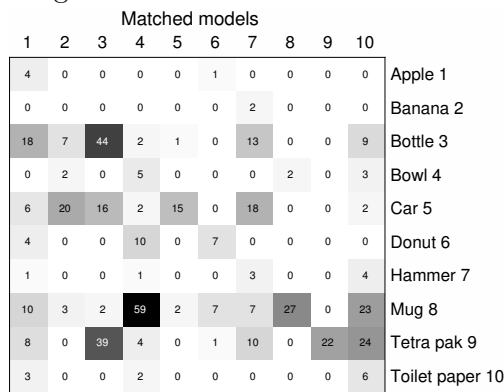 Matched models
1 2 3 4 5 6 7 8 9 10
4 0 0 0 0 1 0 0 0 0 Apple 1
0 0 0 0 0 0 2 0 0 0 Banana 2
18 7 44 2 1 0 13 0 0 9 Bottle 3
0 2 0 5 0 0 0 2 0 3 Bowl 4
6 20 16 2 15 0 18 0 0 2 Car 5
4 0 0 10 0 7 0 0 0 0 Donut 6
1 0 0 1 0 0 3 0 0 4 Hammer 7
10 3 2 59 2 7 7 27 0 23 Mug 8
8 0 39 4 0 1 10 0 22 24 Tetra pak 9
3 0 0 2 0 0 0 0 0 6 Toilet paper 10